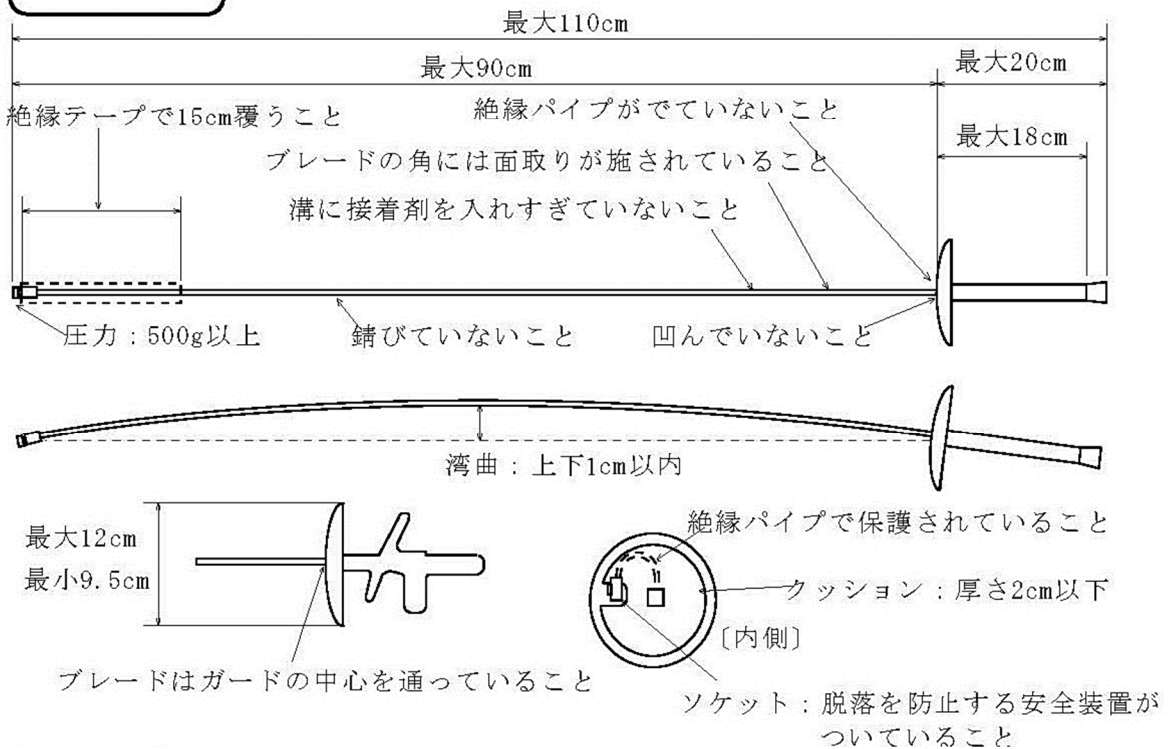 最大110cm
最大90cm
最大20cm
絶縁テープで15cm覆うこと
絶縁パイプがでていないこと
最大18cm
ブレードの角には面取りが施されていること
溝に接着剤を入れすぎていないこと
圧力:500g以上
錆びていないこと
凹んでいないこと
湾曲:上下1cm以内
最大12cm
最小9.5cm
ブレードはガードの中心を通っていること
絶縁パイプで保護されていること
クッション:厚さ2cm以下
〔内側〕
ソケット:脱落を防止する安全装置が
ついていること